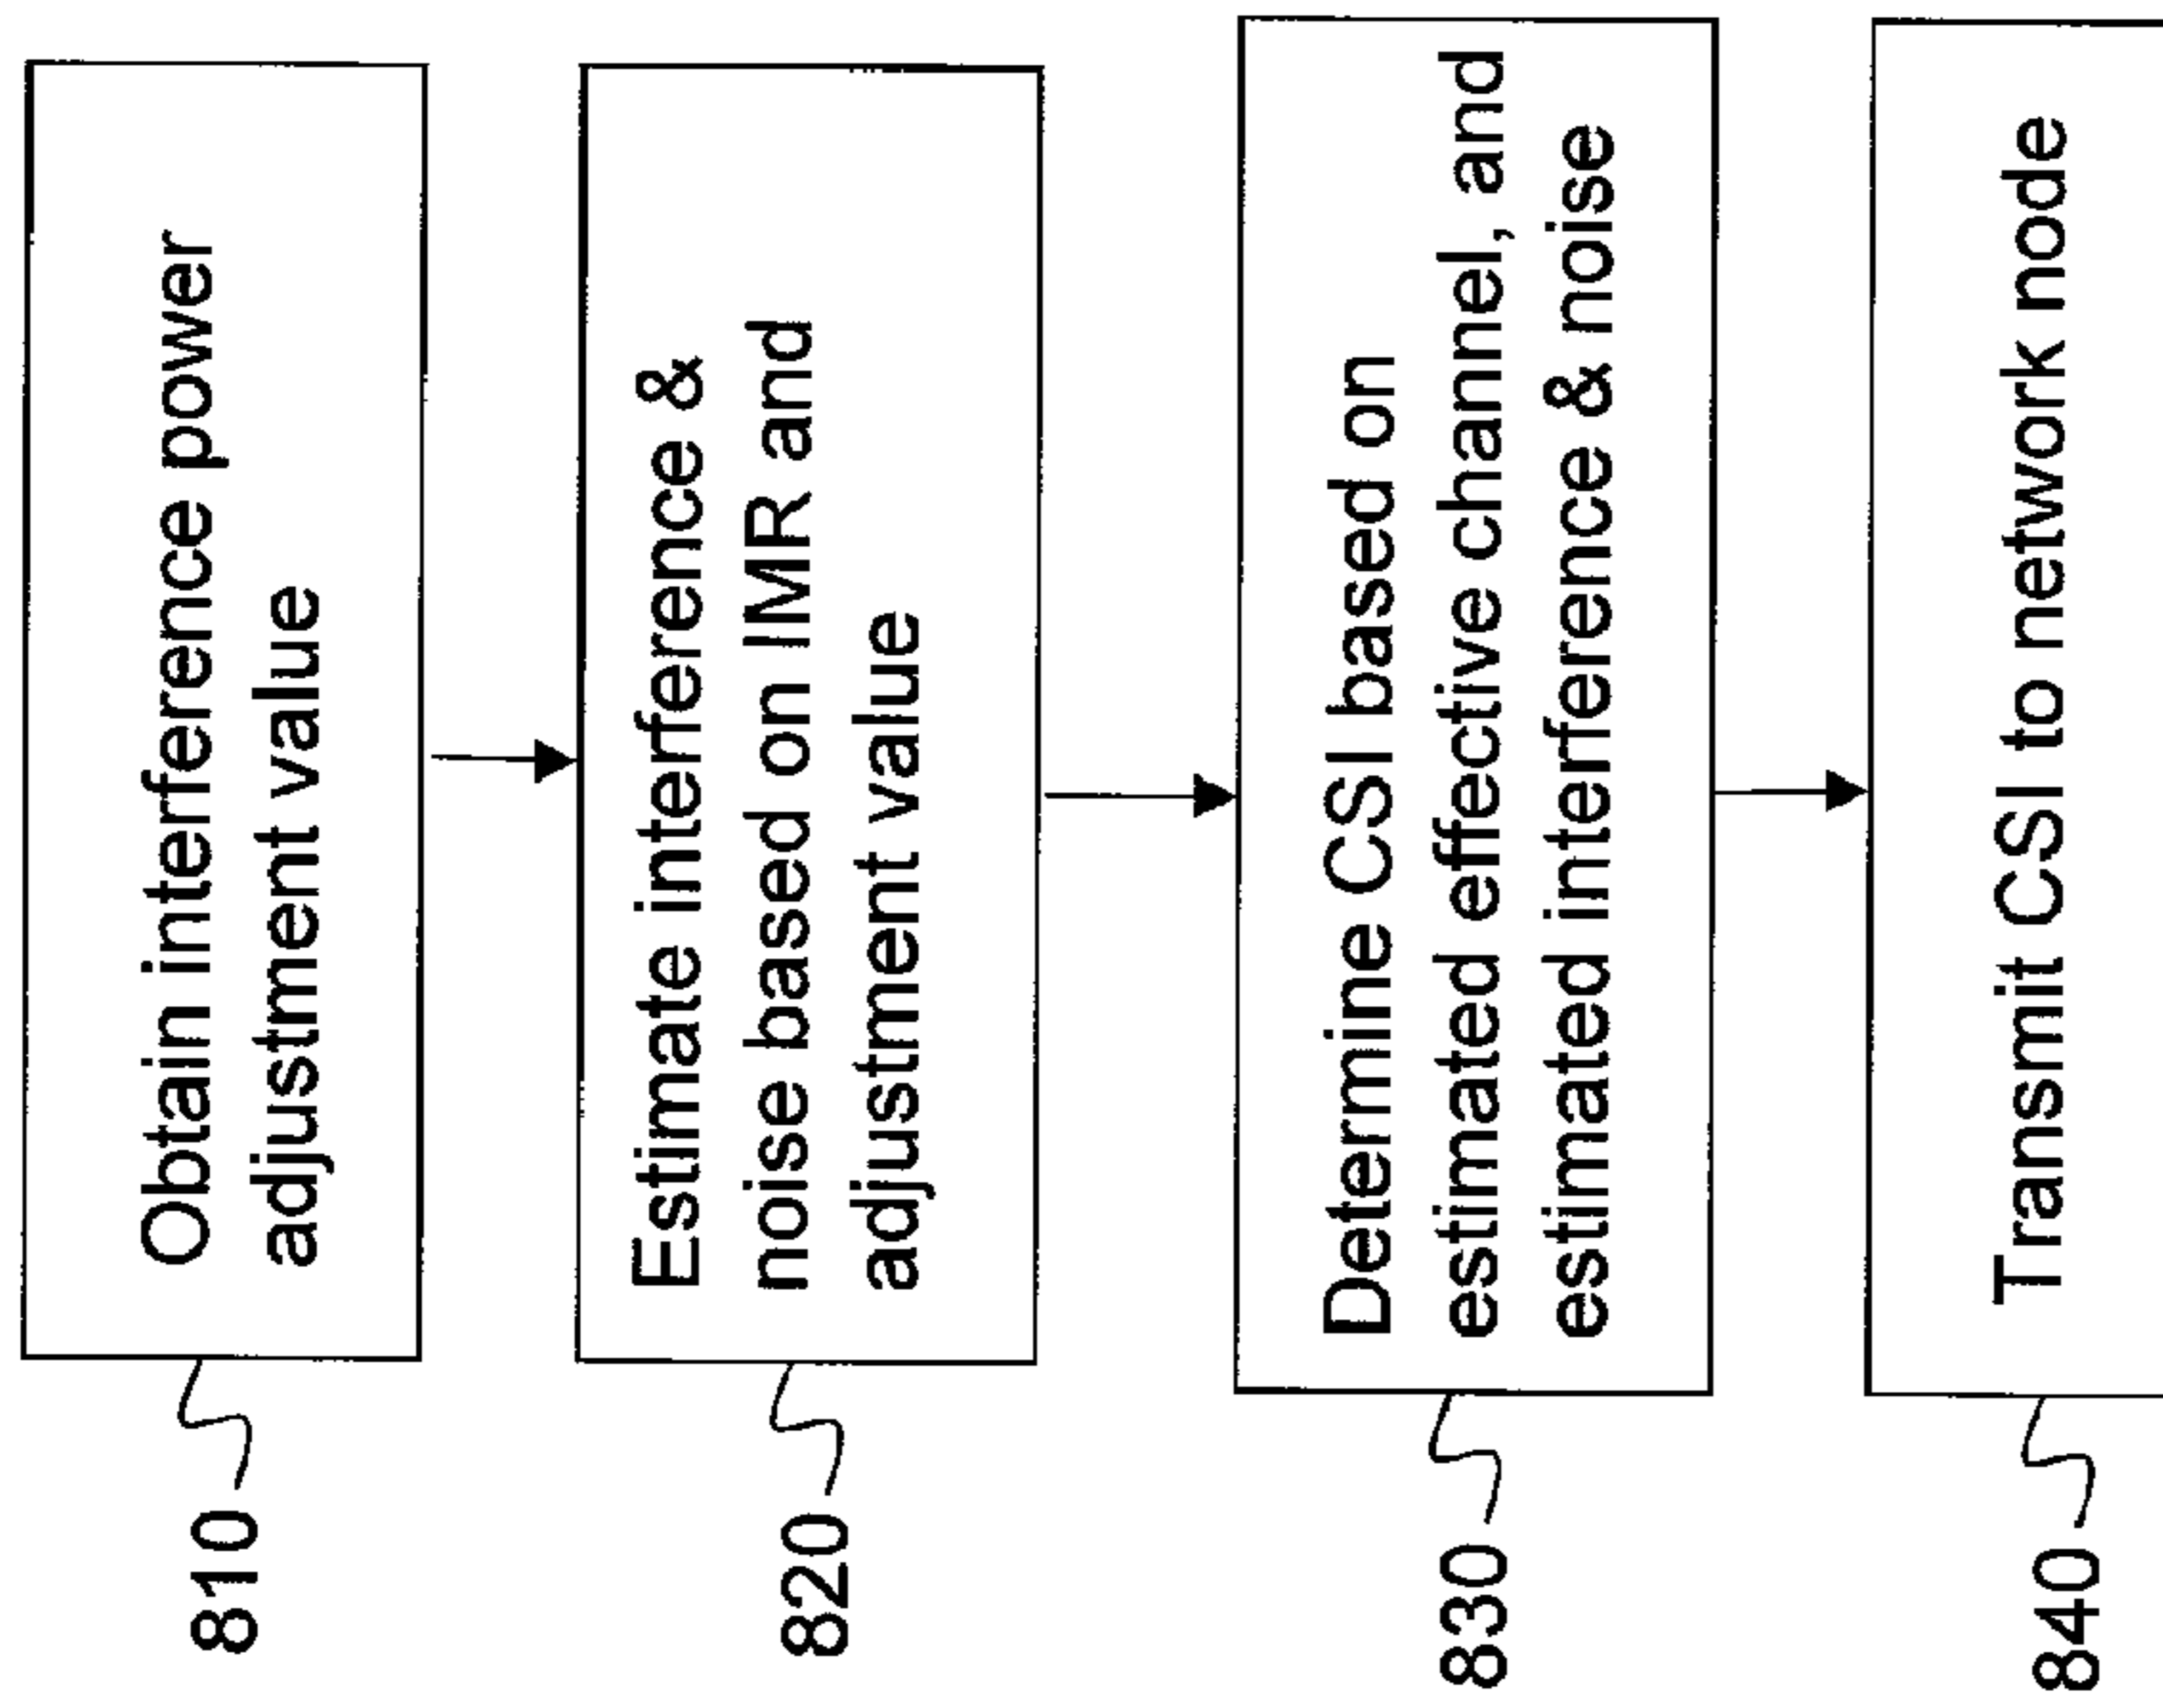 810
Obtain interference power
adjustment value
820
Estimate interference &
noise based on IMR and
adjustment value
830
Determine CSI based on
estimated effective channel, and
estimated interference & noise
840
Transmit CSI to network node